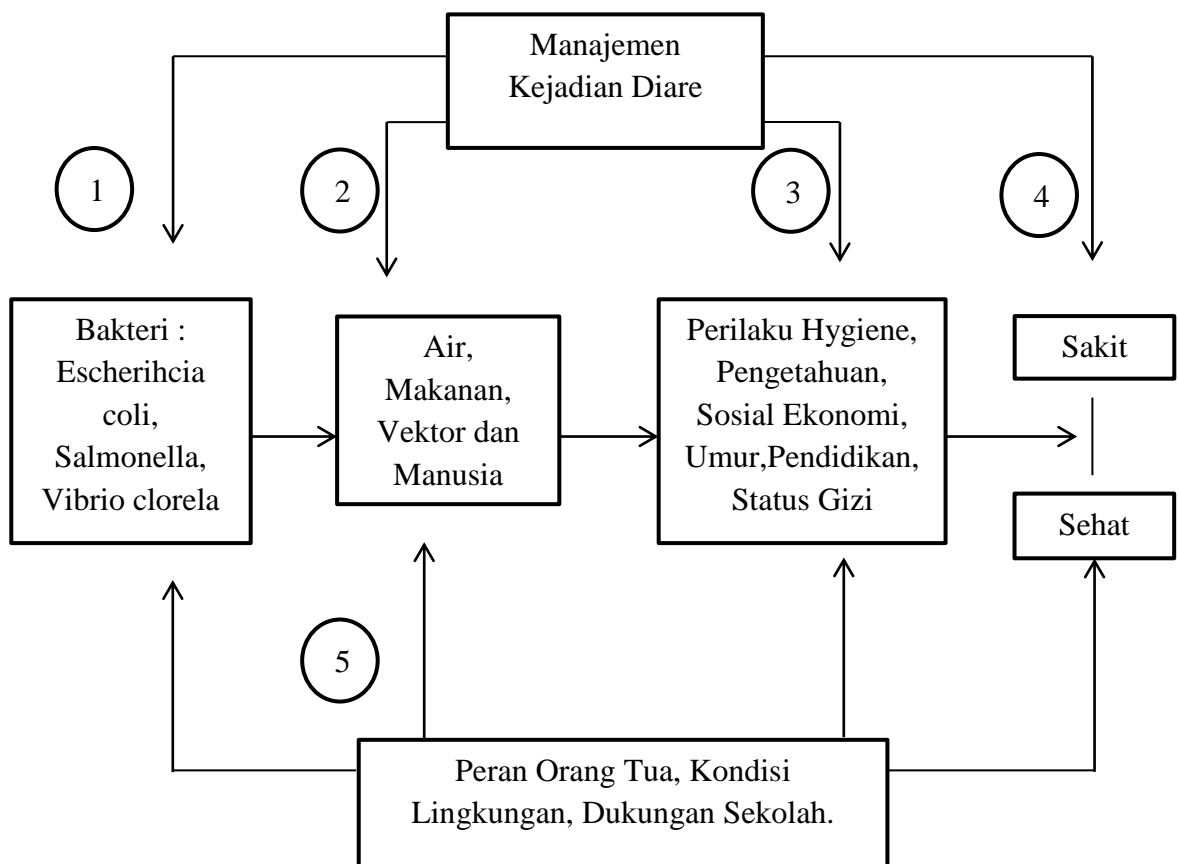 Manajemen
Kejadian Diare
1
2
3
4
Bakteri :
Escherihcia
coli,
Salmonella,
Vibrio clorela
Air,
Makanan,
Vektor dan
Manusia
Perilaku Hygiene,
Pengetahuan,
Sosial Ekonomi,
Umur,Pendidikan,
Status Gizi
Sakit
Sehat
5
Peran Orang Tua, Kondisi
Lingkungan, Dukungan Sekolah.